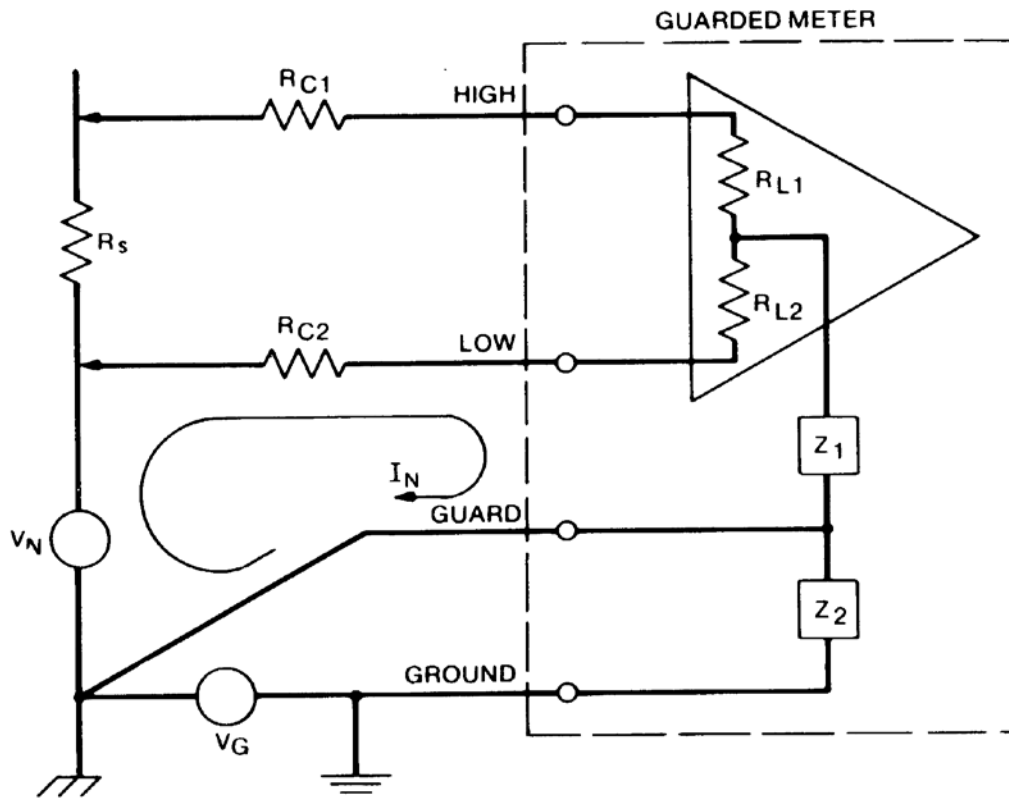 GUARDED METER
RC1
HIGH
RL1
Rs
RL2
RC2
LOW
Z1
IN
GUARD
VN
Z2
GROUND
VG